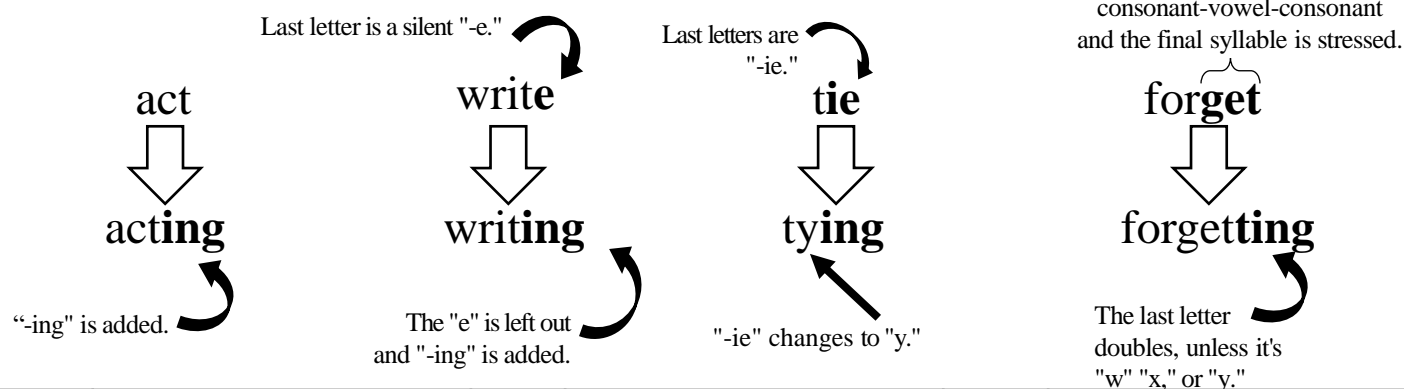 Last letter is a silent "-e."
Last letters are
"-ie."
consonant-vowel-consonant
and the final syllable is stressed.
act
write
tie
forget
acting
writing
tying
forgetting
“-ing" is added.
The "e" is left out
and "-ing" is added.
"-ie" changes to "y."
The last letter
doubles, unless it's
"w" "x," or "y."